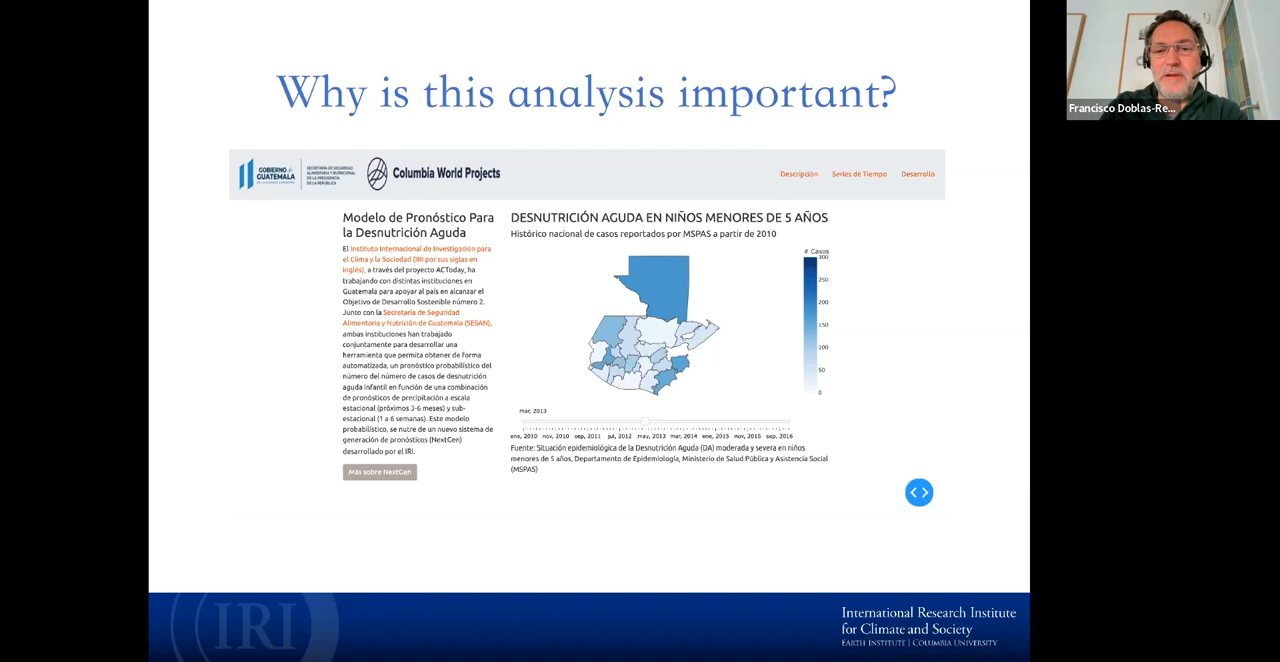 Why is this analysis important?
Francisco Doblas-Re...
GOBIERNO de
GUATEMALA
SECRETARÍA DE SEGURIDAD
ALIMENTARIA Y NUTRICIONAL
DE LA PRESIDENCIA
DE LA REPÚBLICA
Columbia World Projects
Descripción Series de Tiempo Desarrollo
Modelo de Pronóstico Para
la Desnutrición Aguda
El Instituto Internacional de Investigación para
el Clima y la Sociedad (IRI por sus siglas en
inglés), a través del proyecto ACToday, ha
trabajando con distintas instituciones en
Guatemala para apoyar al país en alcanzar el
Objetivo de Desarrollo Sostenible número 2.
Junto con la Secretaría de Seguridad
Alimentaria y Nutrición de Guatemala (SESAN),
ambas instituciones han trabajado
conjuntamente para desarrollar una
herramienta que permita obtener de forma
automatizada, un pronóstico probabilístico del
número del número de casos de desnutrición
aguda infantil en función de una combinación
de pronósticos de precipitación a escala
estacional (próximos 3-6 meses) y sub-
estacional (1 a 6 semanas). Este modelo
probabilístico, se nutre de un nuevo sistema de
generación de pronósticos (NextGen)
desarrollado por el IRI.
Más sobre NextGen
DESNUTRICIÓN AGUDA EN NIÑOS MENORES DE 5 AÑOS
Histórico nacional de casos reportados por MSPAS a partir de 2010
# Casos
300
250
200
150
100
50
0
mar, 2013
ene, 2010 nov, 2010 sep, 2011 jul, 2012 may, 2013 mar, 2014 ene, 2015 nov, 2015 sep, 2016
Fuente: Situación epidemiológica de la Desnutrición Aguda (DA) moderada y severa en niños
menores de 5 años, Departamento de Epidemiología, Ministerio de Salud Pública y Asistencia Social
(MSPAS)
IRI
International Research Institute
for Climate and Society
EARTH INSTITUTE | COLUMBIA UNIVERSITY